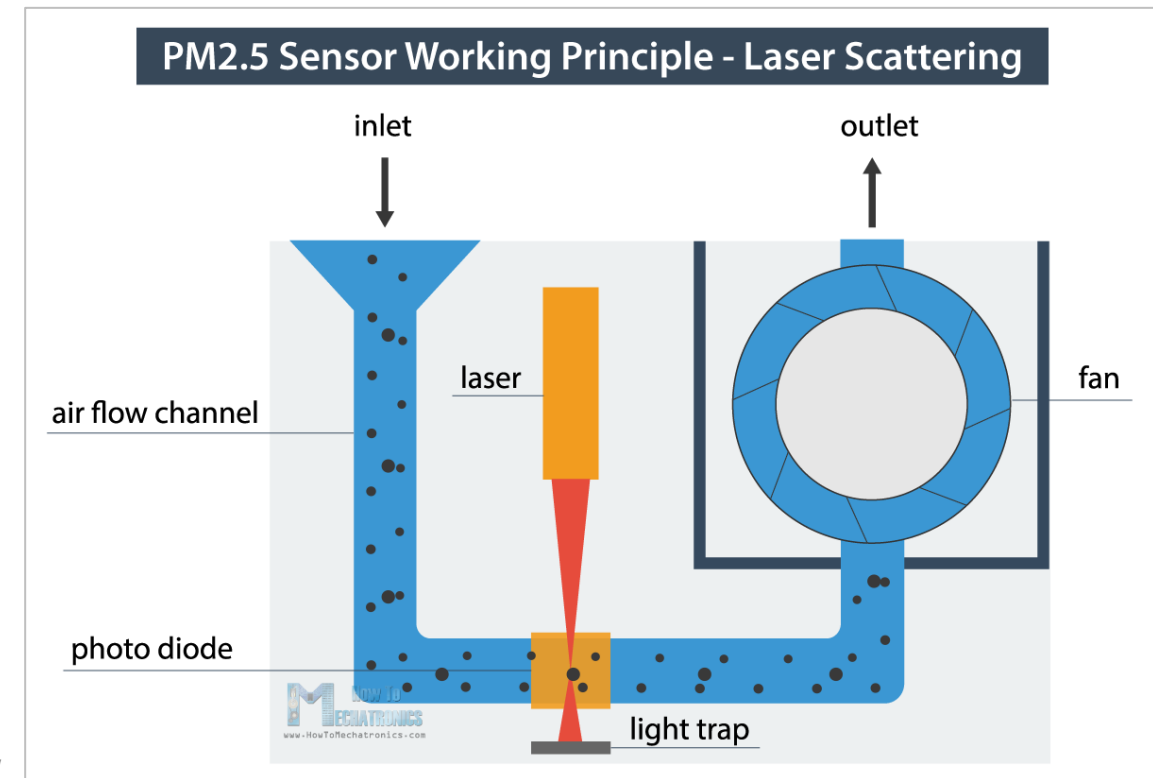 PM2.5 Sensor Working Principle - Laser Scattering
inlet
outlet
laser
fan
air flow channel
photo diode
light trap
How To
MECHATRONICS
www.HowToMechatronics.com